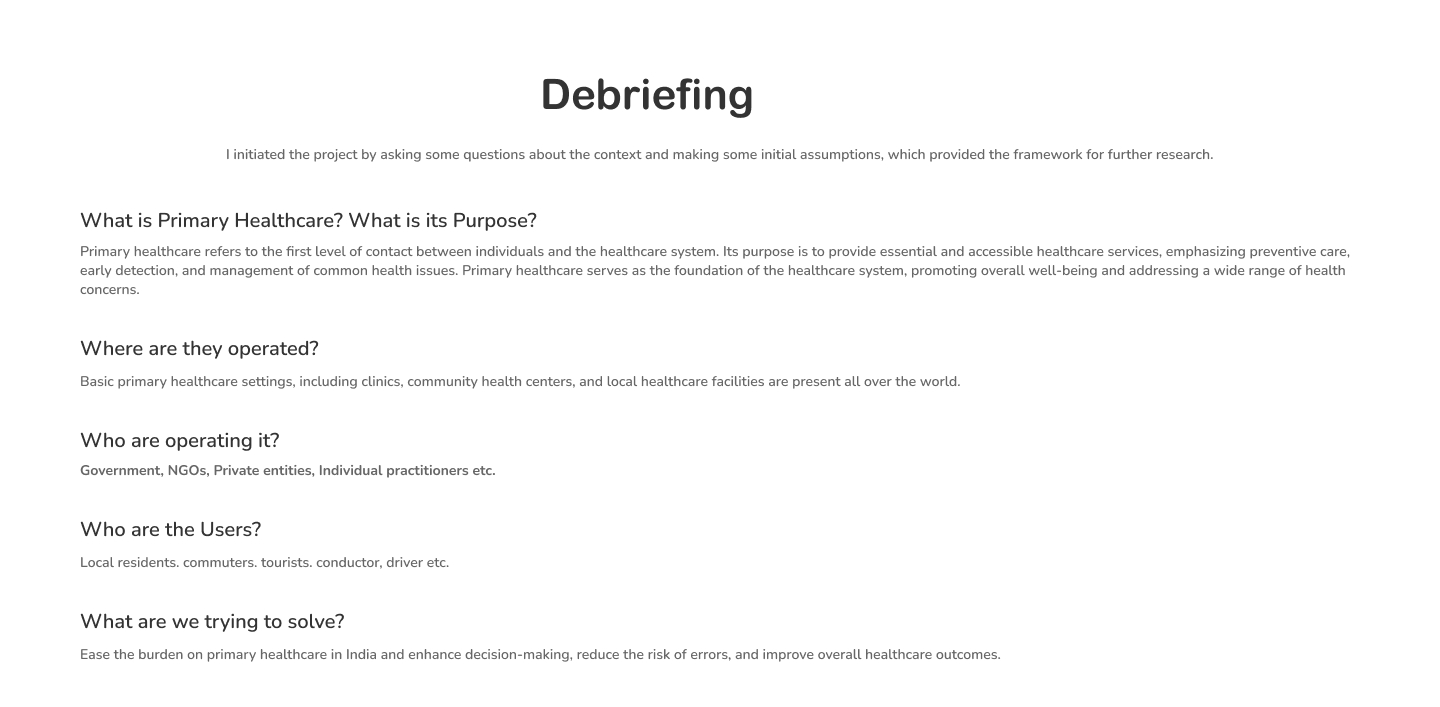 Debriefing
I initiated the project by asking some questions about the context and making some initial assumptions, which provided the framework for further research.
What is Primary Healthcare? What is its Purpose?
Primary healthcare refers to the first level of contact between individuals and the healthcare system. Its purpose is to provide essential and accessible healthcare services, emphasizing preventive care,
early detection, and management of common health issues. Primary healthcare serves as the foundation of the healthcare system, promoting overall well-being and addressing a wide range of health
concerns.
Where are they operated?
Basic primary healthcare settings, including clinics, community health centers, and local healthcare facilities are present all over the world.
Who are operating it?
Government, NGOs, Private entities, Individual practitioners etc.
Who are the Users?
Local residents. commuters. tourists. conductor, driver etc.
What are we trying to solve?
Ease the burden on primary healthcare in India and enhance decision-making, reduce the risk of errors, and improve overall healthcare outcomes.